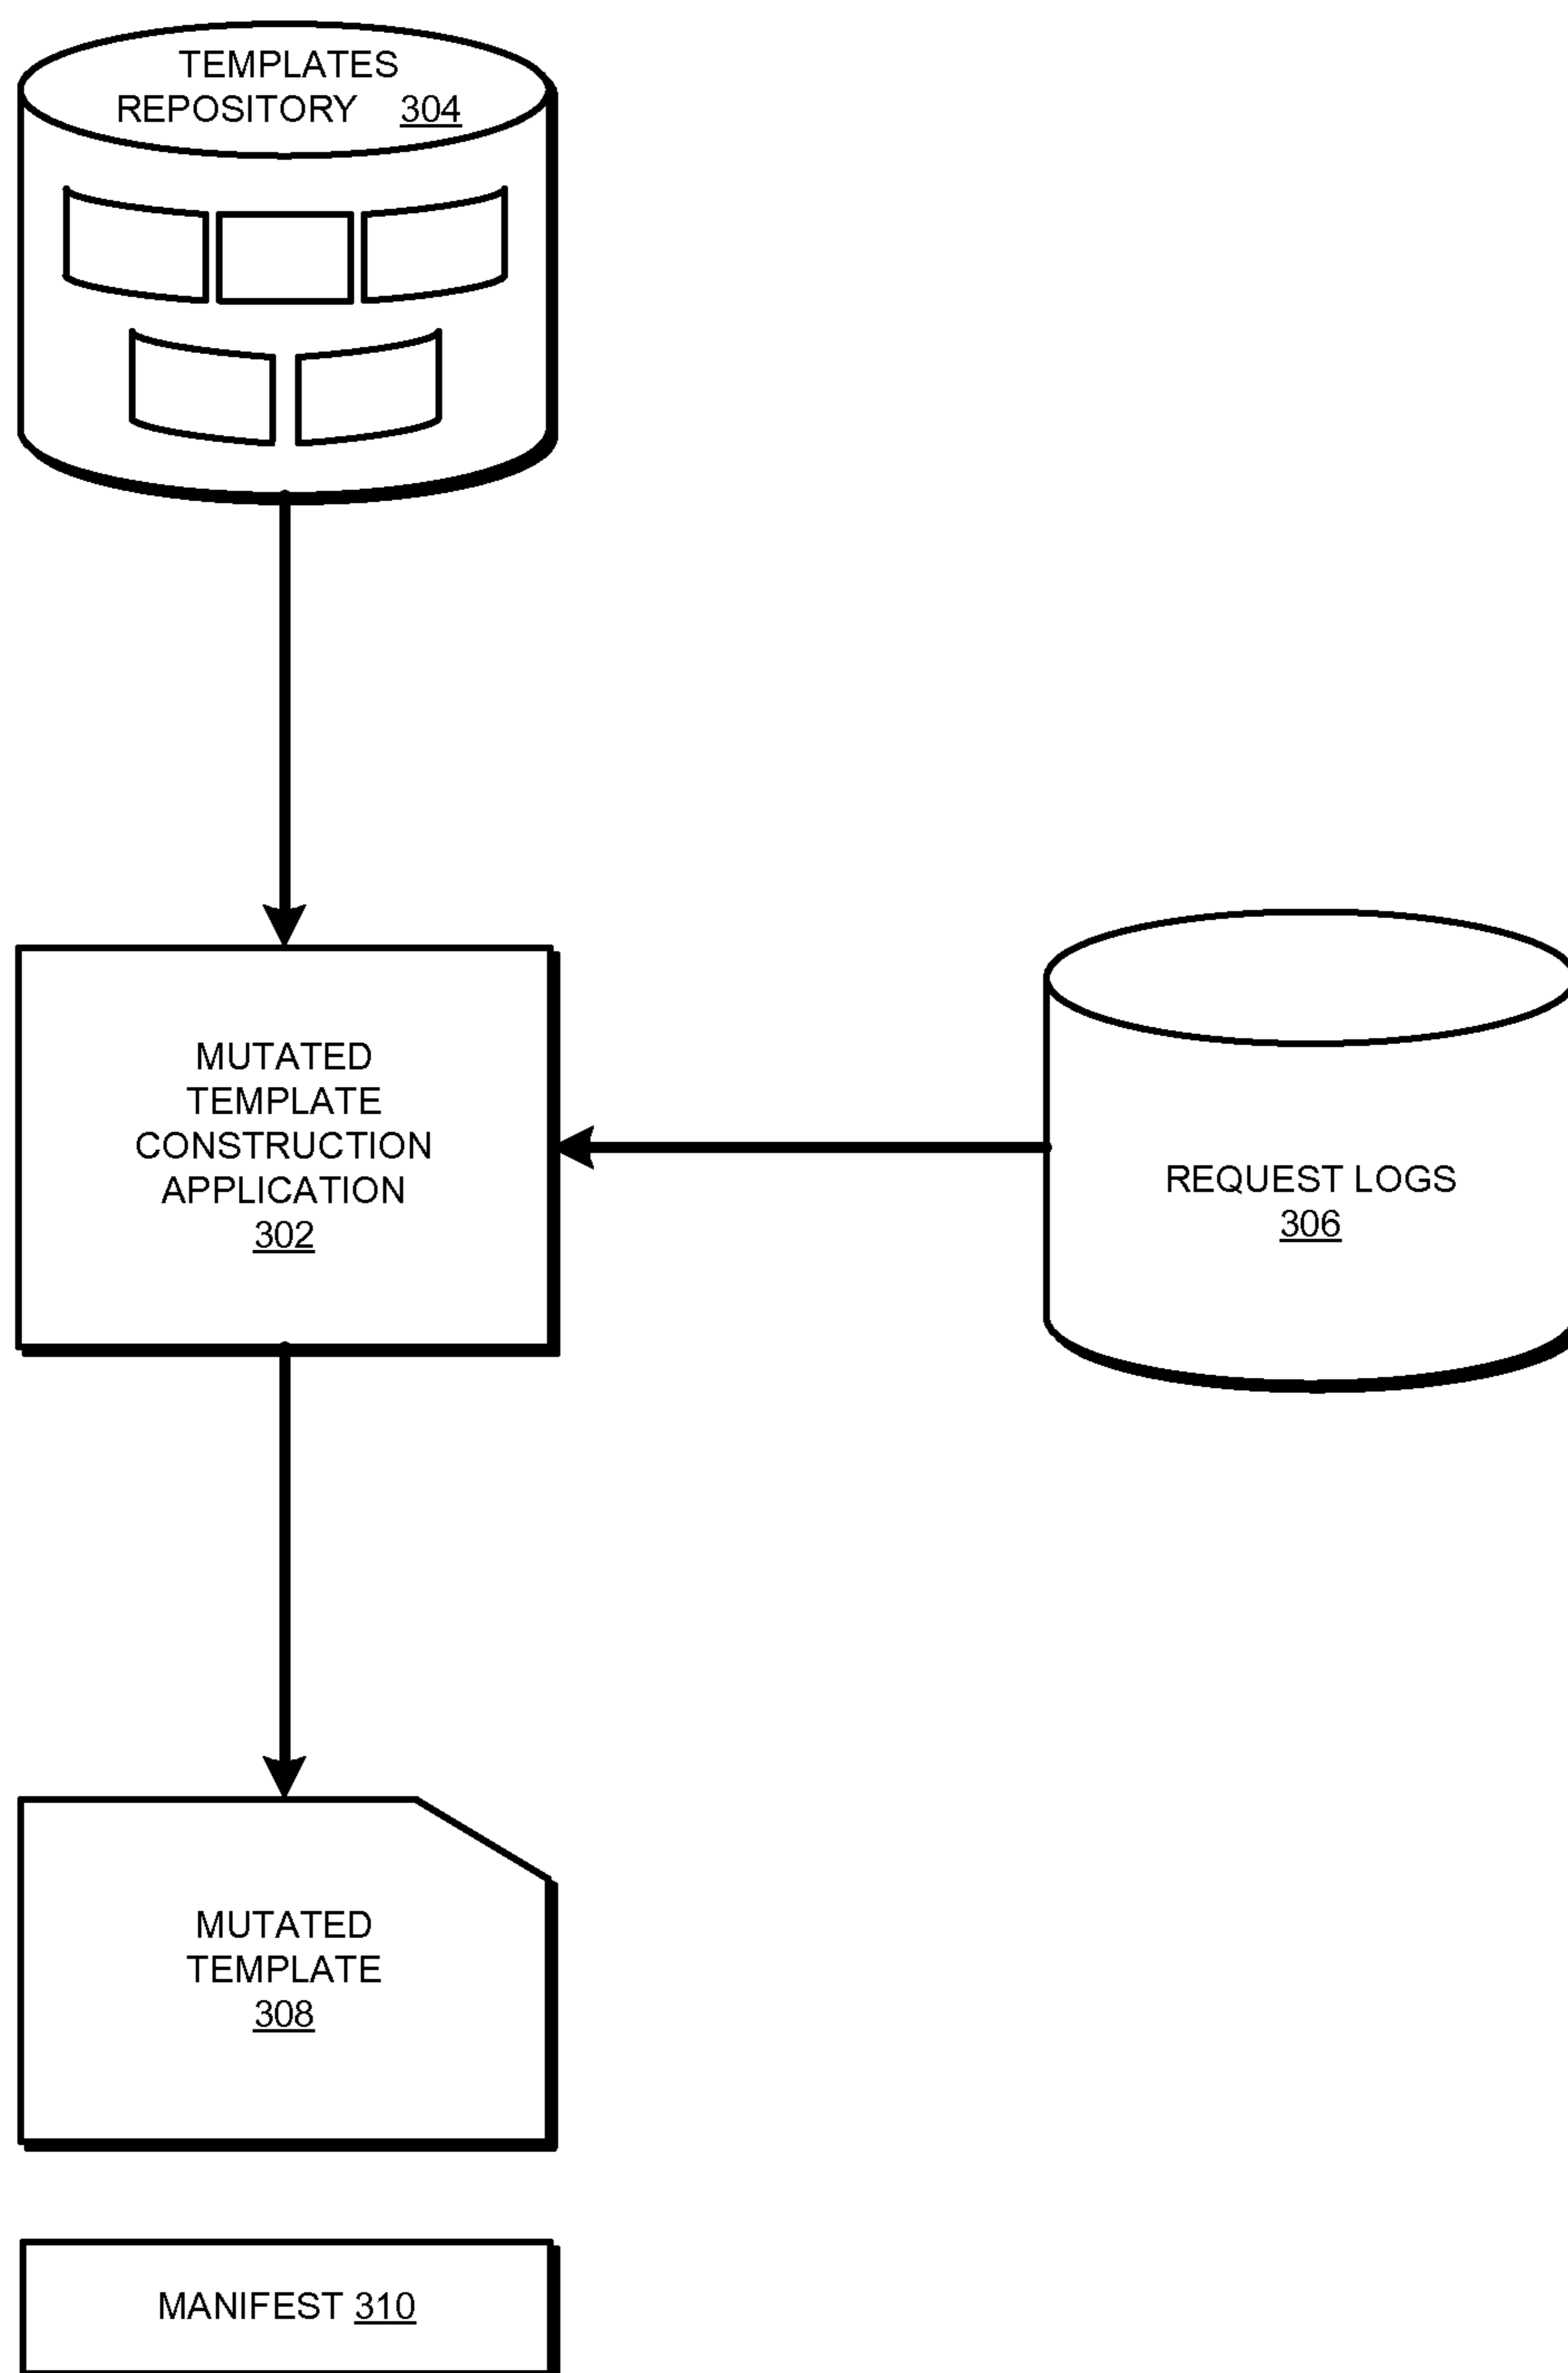 TEMPLATES
REPOSITORY 304
MUTATED
TEMPLATE
CONSTRUCTION
APPLICATION
302
REQUEST LOGS
306
MUTATED
TEMPLATE
308
MANIFEST 310